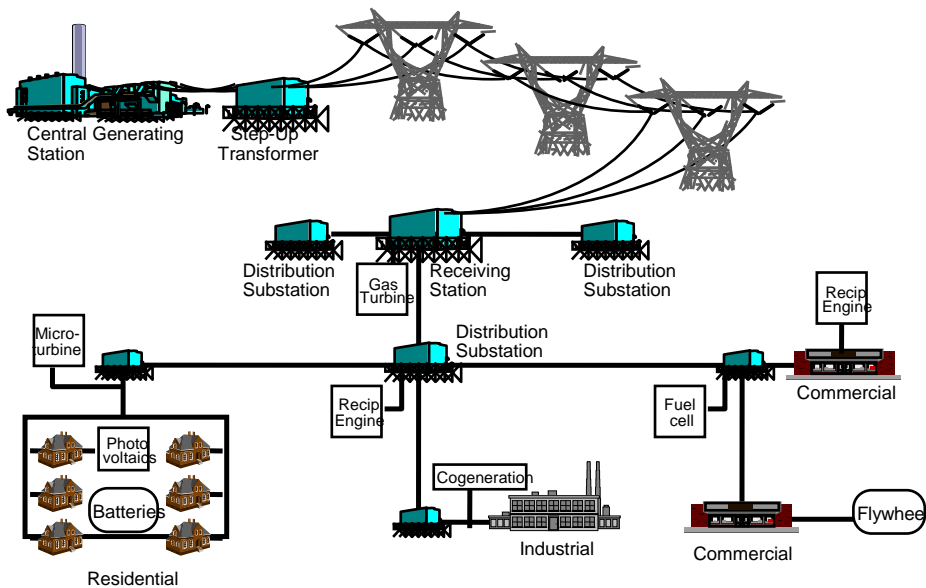 Central Generating
Station
Step-Up
Transformer
Distribution
Substation
Gas
Turbine
Receiving
Station
Distribution
Substation
Recip
Engine
Micro-
turbine
Distribution
Substation
Commercial
Recip
Engine
Fuel
cell
Photo
voltaics
Batteries
Cogeneration
Residential
Industrial
Commercial
Flywhee